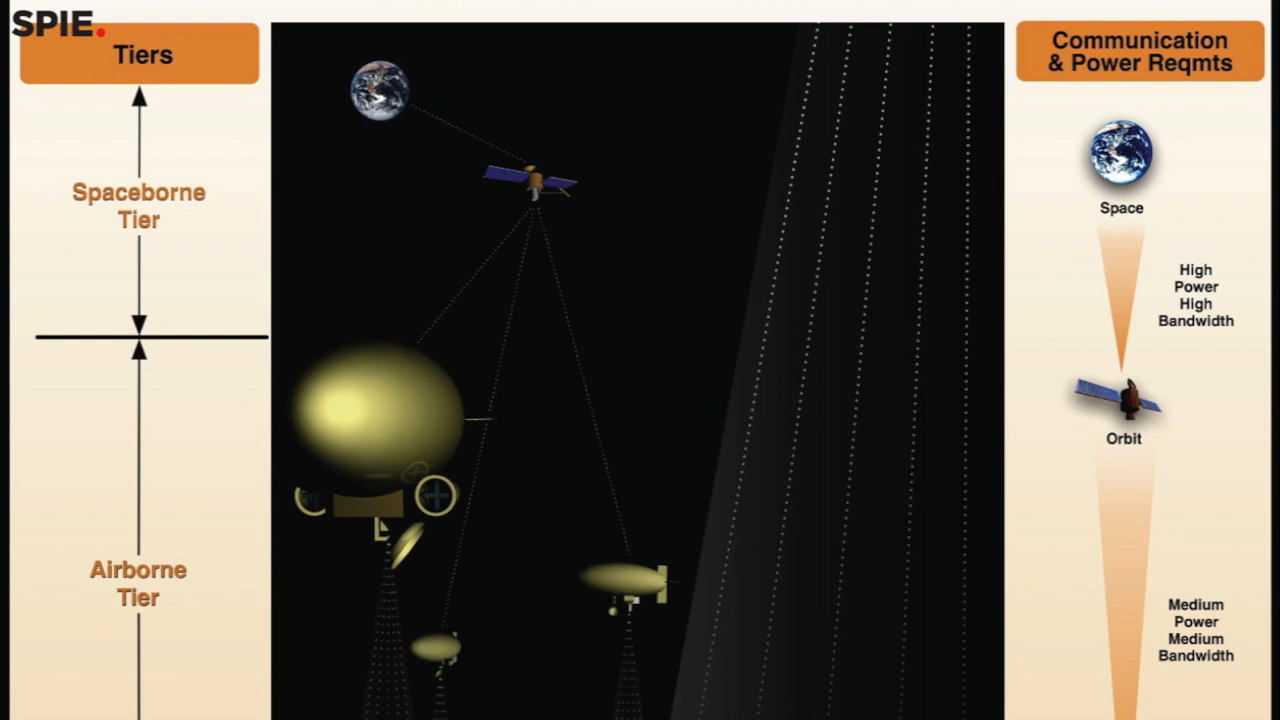 SPIE.
Tiers
Spaceborne
Tier
Airborne
Tier
Communication
& Power Reqmts
Space
High
Power
High
Bandwidth
Orbit
Medium
Power
Medium
Bandwidth